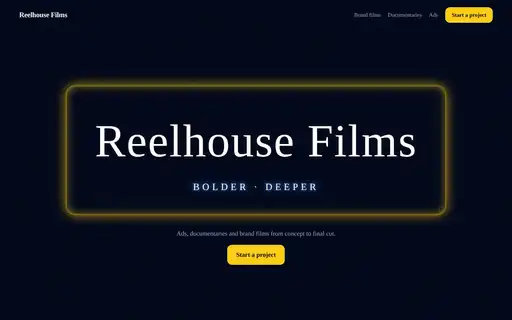 Reelhouse Films
Brand films Documentaries Ads Start a project
Reelhouse Films
BOLDER · DEEPER
Ads, documentaries and brand films from concept to final cut.
Start a project